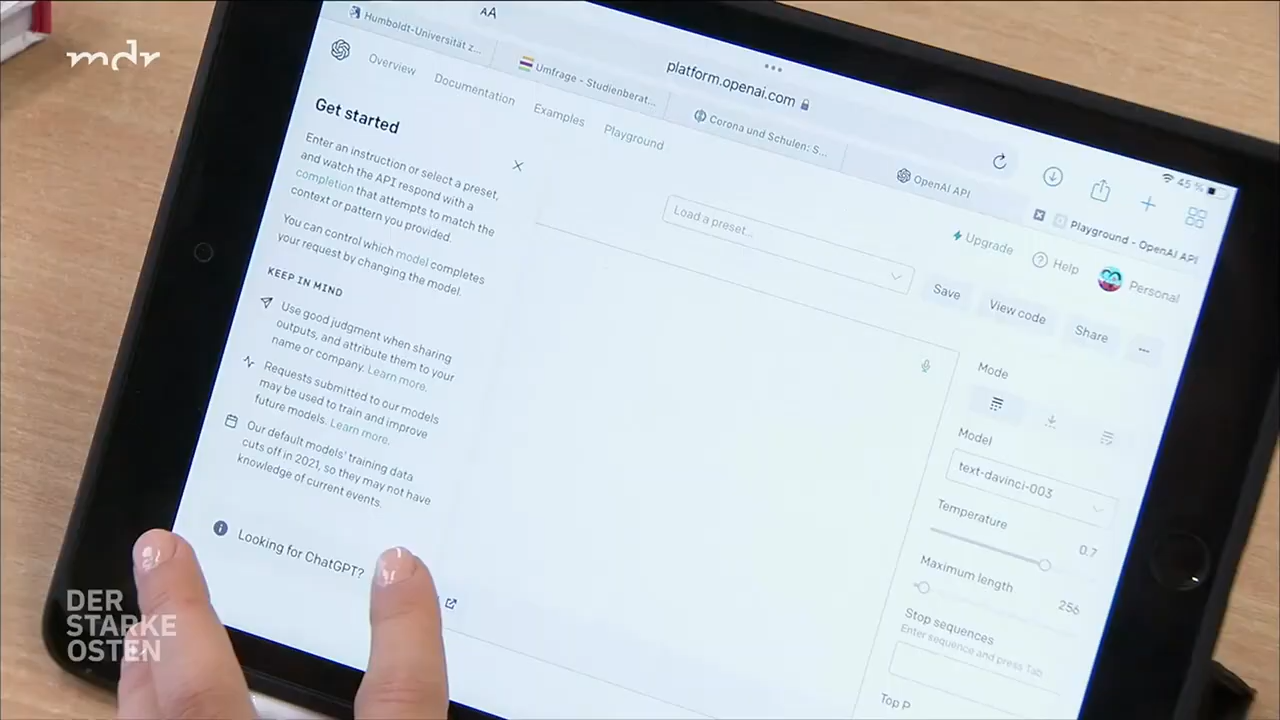 mdr
AA
Humboldt-Universität z...
Umfrage - Studienberat...
platform.openai.com
Corona und Schulen: S...
OpenAI API
45 %
Playground - OpenAI API
Overview
Documentation
Examples
Playground
Upgrade
Help
Personal
Get started
Enter an instruction or select a preset,
and watch the API respond with a
completion that attempts to match the
context or pattern you provided.
You can control which model completes
your request by changing the model.
KEEP IN MIND
Use good judgment when sharing
outputs, and attribute them to your
name or company. Learn more.
Requests submitted to our models
may be used to train and improve
future models. Learn more.
Our default models' training data
cuts off in 2021, so they may not have
knowledge of current events.
Looking for ChatGPT?
Load a preset...
Save
View code
Share
Mode
Model
text-davinci-003
Temperature
0.7
Maximum length
256
Stop sequences
Enter sequence and press Tab
Top P
DER
STARKE
OSTEN